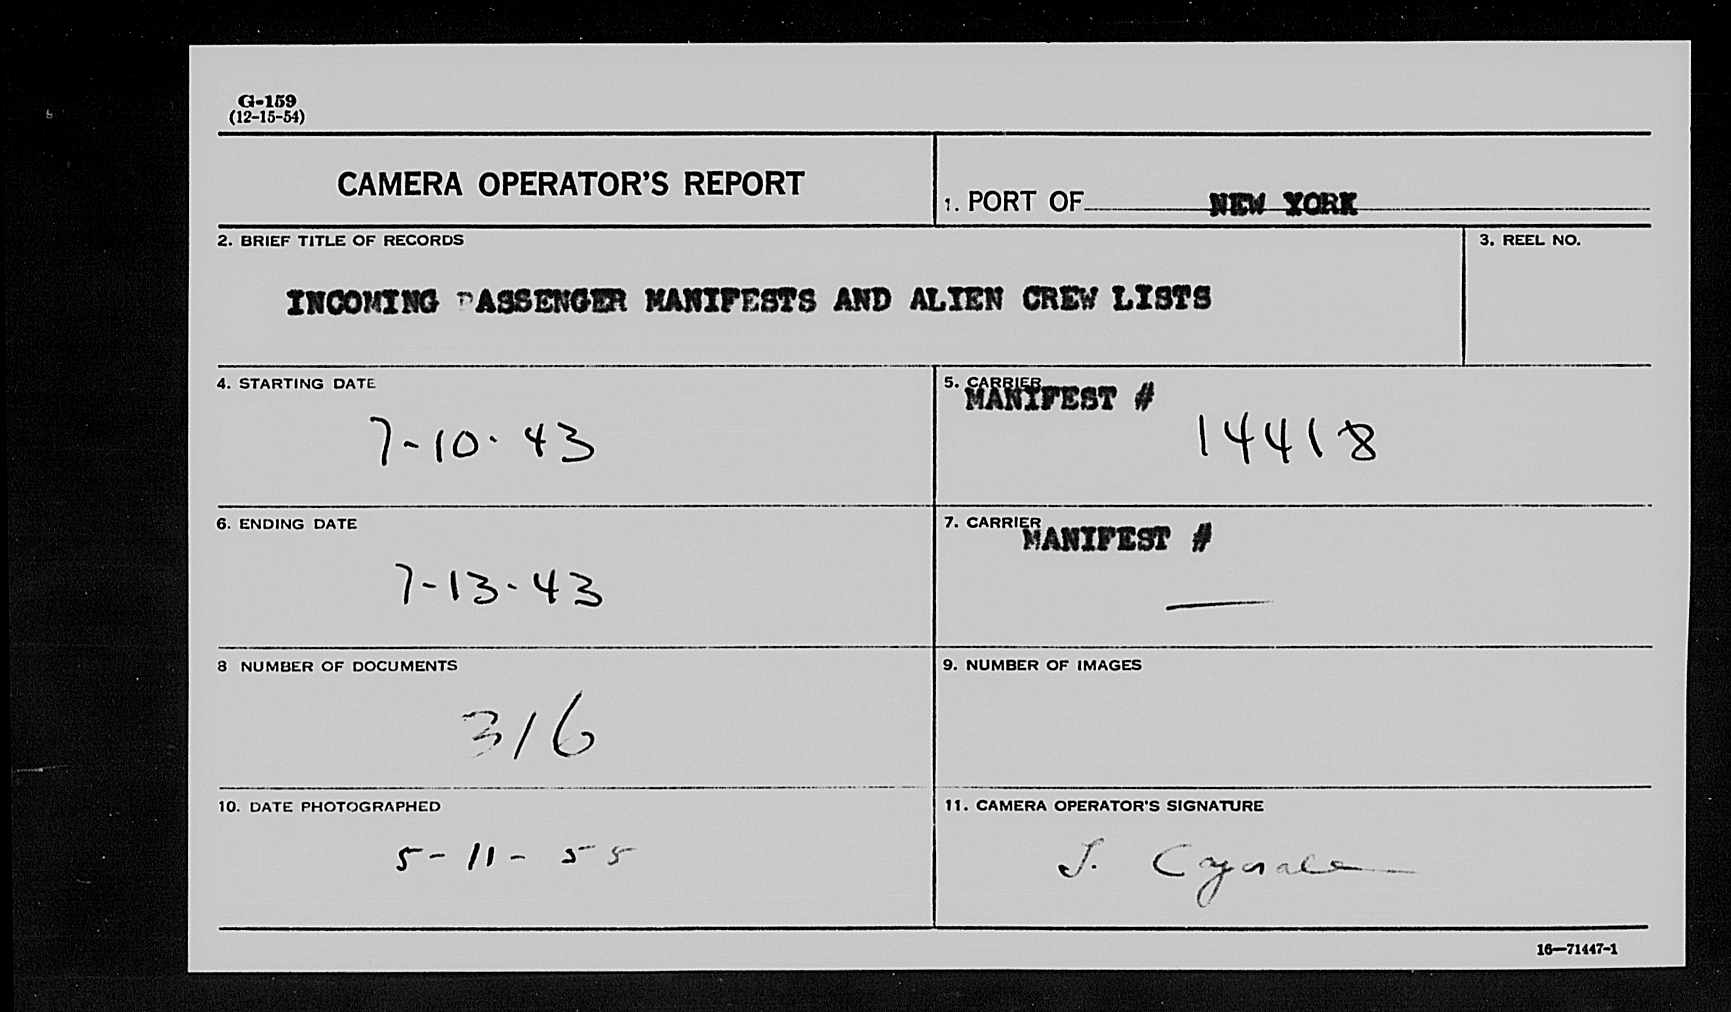 G-159
(12-15-54)
CAMERA OPERATOR'S REPORT
1. PORT OF NEW YORK
2. BRIEF TITLE OF RECORDS
3. REEL NO.
INCOMING PASSENGER MANIFESTS AND ALIEN CREW LISTS
4. STARTING DATE
7-10-43
5. CARRIER
MANIFEST #
14418
6. ENDING DATE
7-13-43
7. CARRIER
MANIFEST #
—
8 NUMBER OF DOCUMENTS
316
9. NUMBER OF IMAGES
10. DATE PHOTOGRAPHED
5-11-55
11. CAMERA OPERATOR'S SIGNATURE
J.
16—71447-1